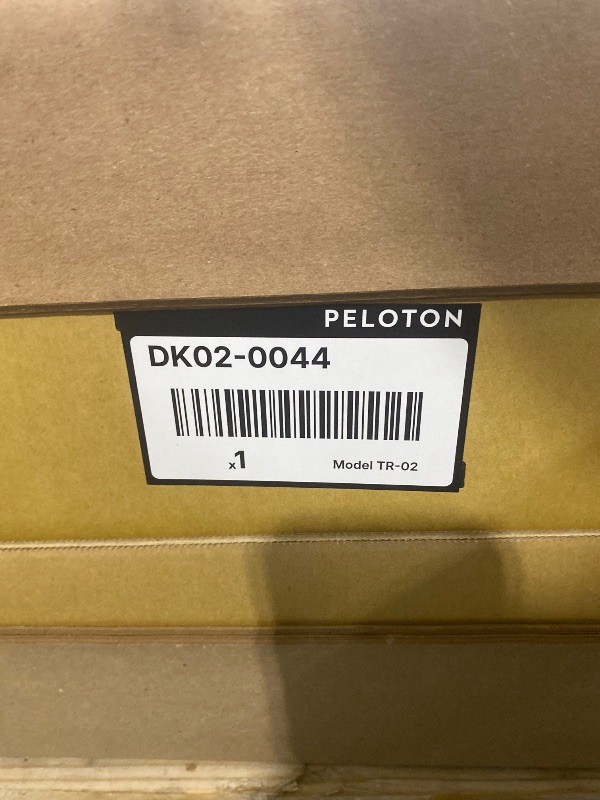 PELOTON
DK02-0044
x1
Model TR-02